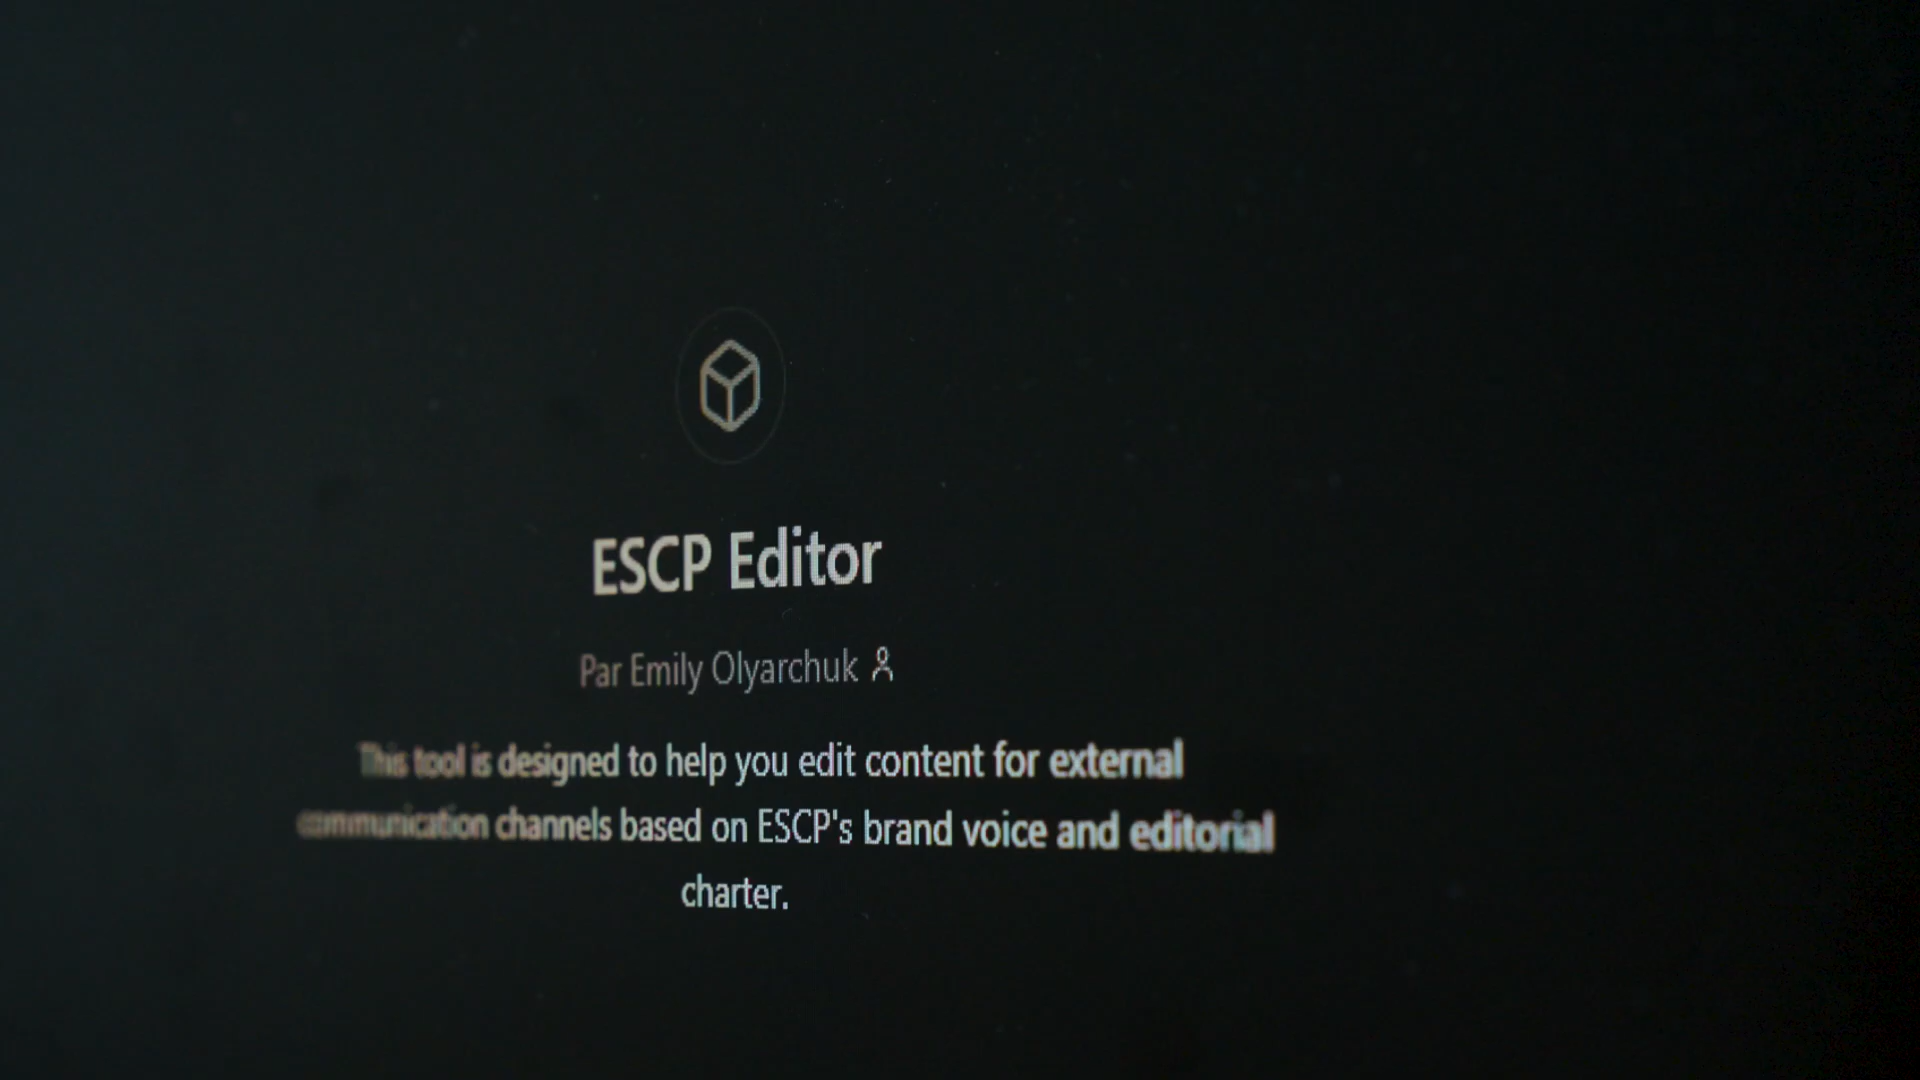 ESCP Editor
Par Emily Olyarchuk
This tool is designed to help you edit content for external
communication channels based on ESCP's brand voice and editorial
charter.